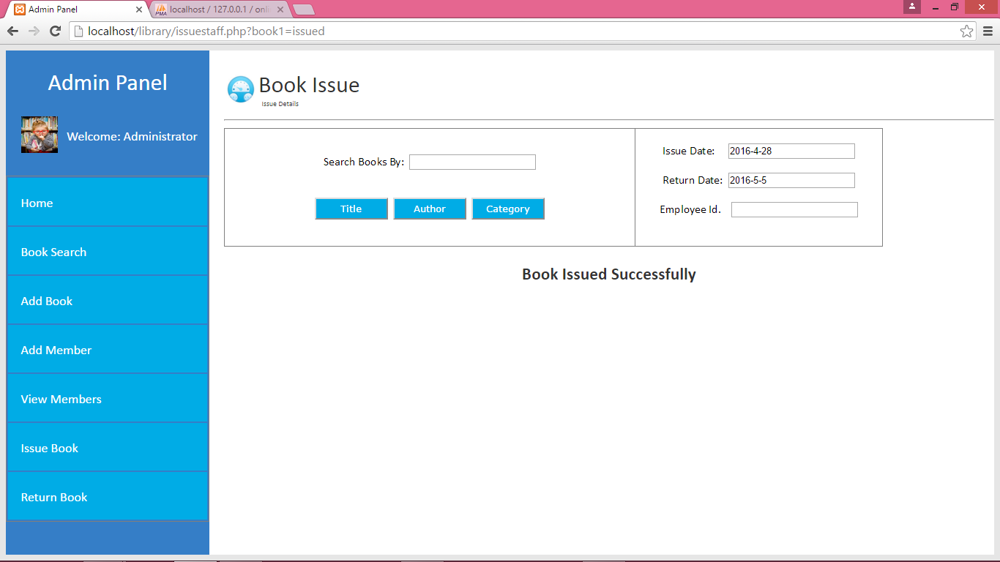 Admin Panel
localhost / 127.0.0.1 / onli
localhost/library/issuestaff.php?book1=issued
Admin Panel
Welcome: Administrator
Home
Book Search
Add Book
Add Member
View Members
Issue Book
Return Book
Book Issue
Issue Details
Search Books By:
Title Author Category
Issue Date: 2016-4-28
Return Date: 2016-5-5
Employee Id.
Book Issued Successfully